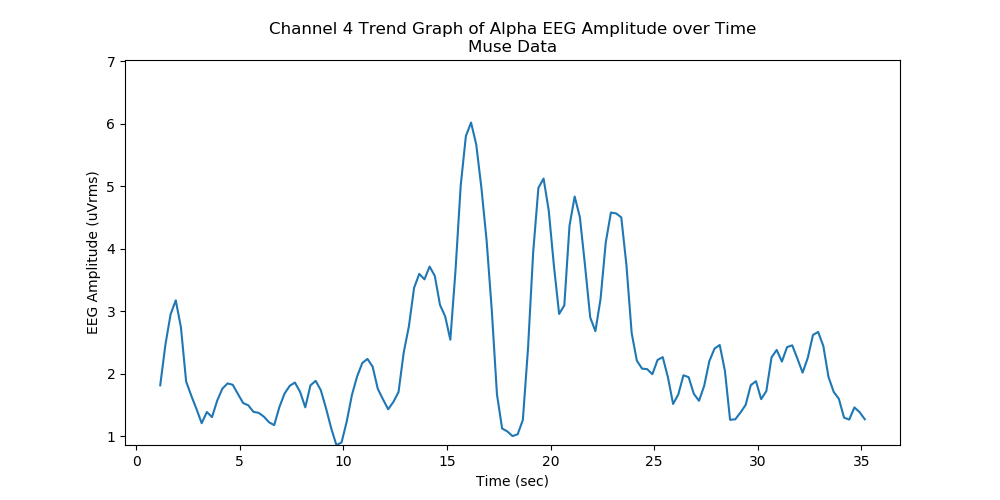 Channel 4 Trend Graph of Alpha EEG Amplitude over Time
Muse Data
7
6
5
4
3
2
1
EEG Amplitude (uVrms)
0 5 10 15 20 25 30 35
Time (sec)